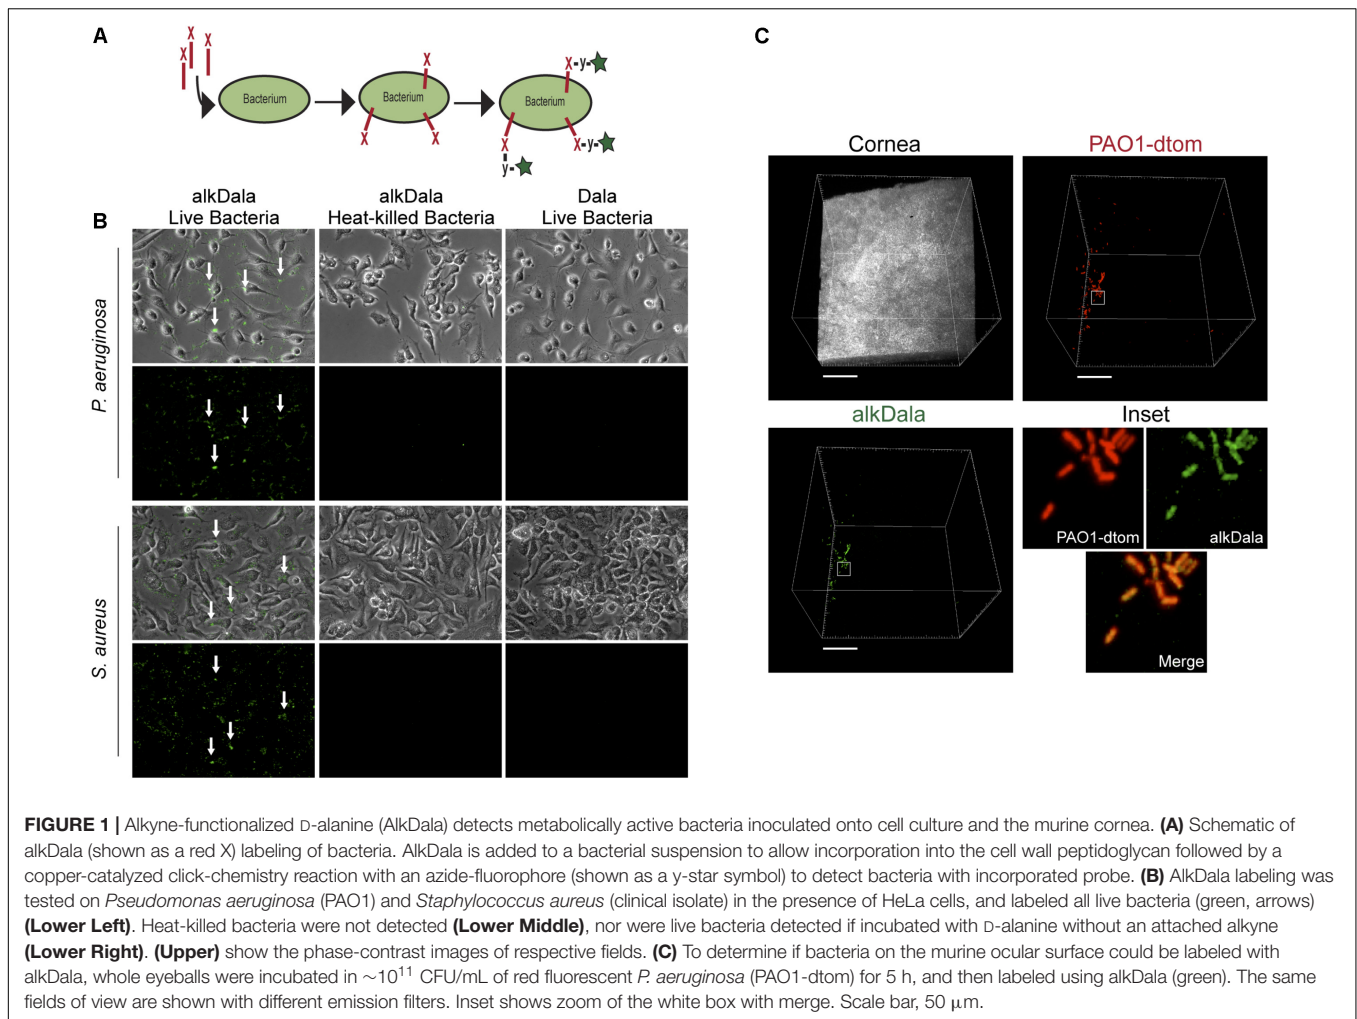 A
X X X
Bacterium
Bacterium
X
X
X
Bacterium
X-y-
X-y-
X
y-
B
alkDala
Live Bacteria
alkDala
Heat-killed Bacteria
Dala
Live Bacteria
P. aeruginosa
S. aureus
C
Cornea
PAO1-dtom
alkDala
Inset
PAO1-dtom
alkDala
Merge
FIGURE 1 | Alkyne-functionalized D-alanine (AlkDala) detects metabolically active bacteria inoculated onto cell culture and the murine cornea. (A) Schematic of
alkDala (shown as a red X) labeling of bacteria. AlkDala is added to a bacterial suspension to allow incorporation into the cell wall peptidoglycan followed by a
copper-catalyzed click-chemistry reaction with an azide-fluorophore (shown as a y-star symbol) to detect bacteria with incorporated probe. (B) AlkDala labeling was
tested on Pseudomonas aeruginosa (PAO1) and Staphylococcus aureus (clinical isolate) in the presence of HeLa cells, and labeled all live bacteria (green, arrows)
(Lower Left). Heat-killed bacteria were not detected (Lower Middle), nor were live bacteria detected if incubated with D-alanine without an attached alkyne
(Lower Right). (Upper) show the phase-contrast images of respective fields. (C) To determine if bacteria on the murine ocular surface could be labeled with
alkDala, whole eyeballs were incubated in ∼10¹¹ CFU/mL of red fluorescent P. aeruginosa (PAO1-dtom) for 5 h, and then labeled using alkDala (green). The same
fields of view are shown with different emission filters. Inset shows zoom of the white box with merge. Scale bar, 50 μm.